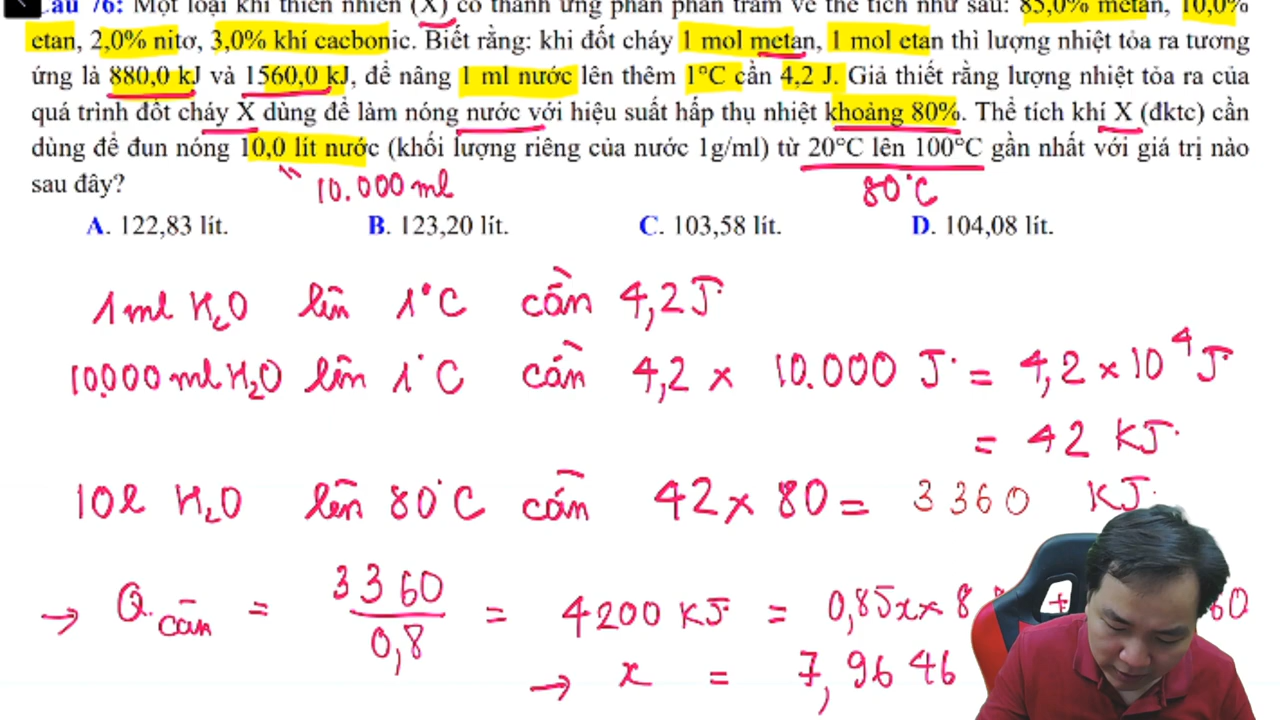 Câu 76: Một loại khí thiên nhiên (X) có thành ứng phần phần trăm về thể tích như sau: 85,0% metan, 10,0%
etan, 2,0% nitơ, 3,0% khí cacbonic. Biết rằng: khi đốt cháy 1 mol metan, 1 mol etan thì lượng nhiệt tỏa ra tương
ứng là 880,0 kJ và 1560,0 kJ, để nâng 1 ml nước lên thêm 1°C cần 4,2 J. Giả thiết rằng lượng nhiệt tỏa ra của
quá trình đốt cháy X dùng để làm nóng nước với hiệu suất hấp thụ nhiệt khoảng 80%. Thể tích khí X (đktc) cần
dùng để đun nóng 10,0 lít nước (khối lượng riêng của nước 1g/ml) từ 20°C lên 100°C gần nhất với giá trị nào
sau đây?
10.000 ml 80°C
A. 122,83 lít. B. 123,20 lít. C. 103,58 lít. D. 104,08 lít.
1ml H₂O lên 1°C cần 4,2J
10.000 ml H₂O lên 1°C cần 4,2 × 10.000 J = 4,2 × 10⁴ J
= 42 KJ
10l H₂O lên 80°C cần 42 × 80 = 3360 KJ
→ Q cần = 3360 / 0,8 = 4200 KJ = 0,85x × 8 + 60
→ x = 7,9646